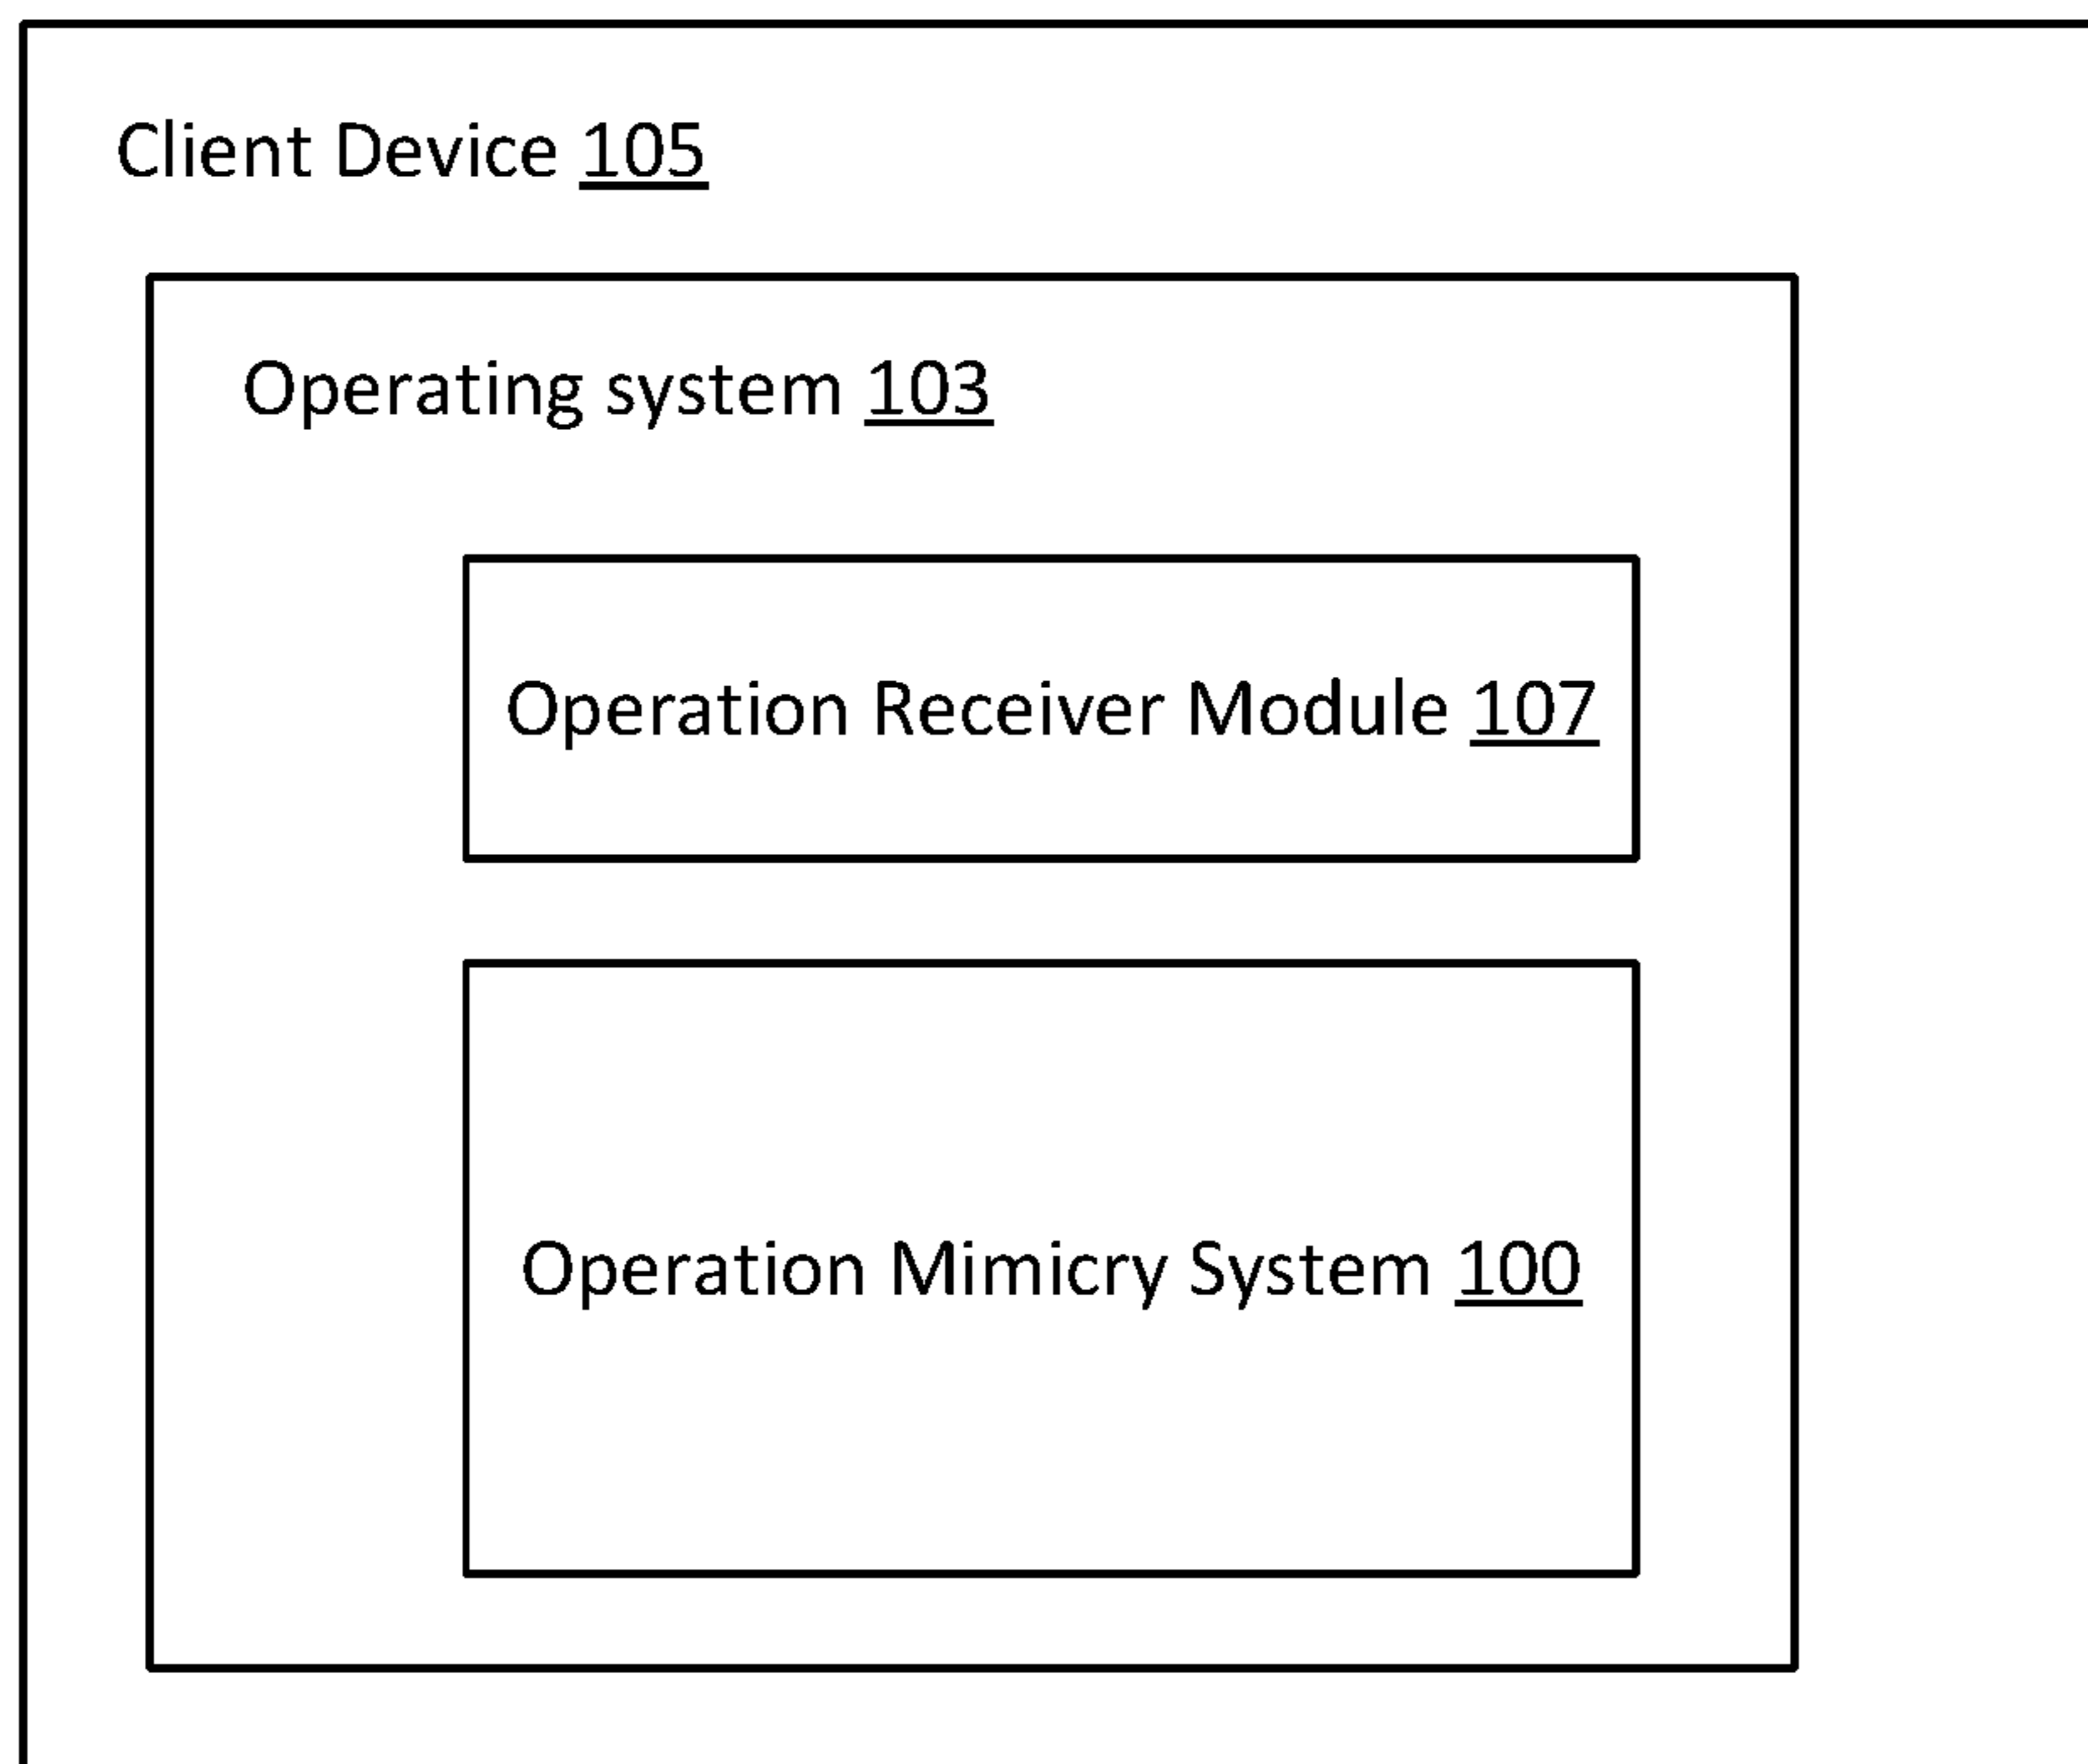 Client Device 105
Operating system 103
Operation Receiver Module 107
Operation Mimicry System 100